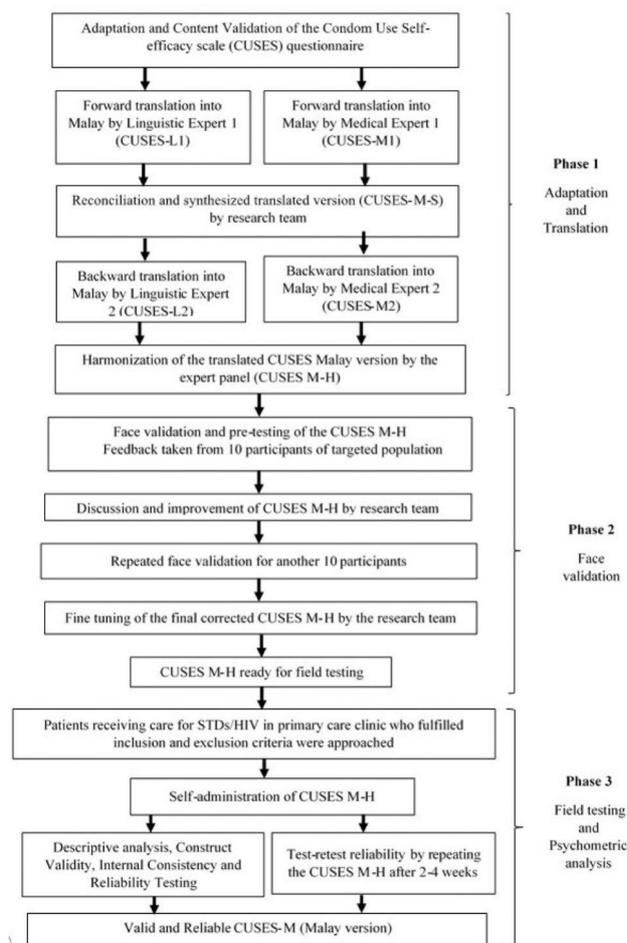 Adaptation and Content Validation of the Condom Use Self-
efficacy scale (CUSES) questionnaire
Forward translation into
Malay by Linguistic Expert 1
(CUSES-L1)
Forward translation into
Malay by Medical Expert 1
(CUSES-M1)
Phase 1
Adaptation
and
Translation
Reconciliation and synthesized translated version (CUSES-M-S)
by research team
Backward translation into
Malay by Linguistic Expert
2 (CUSES-L2)
Backward translation into
Malay by Medical Expert 2
(CUSES-M2)
Harmonization of the translated CUSES Malay version by the
expert panel (CUSES M-H)
Face validation and pre-testing of the CUSES M-H
Feedback taken from 10 participants of targeted population
Discussion and improvement of CUSES M-H by research team
Phase 2
Face
validation
Repeated face validation for another 10 participants
Fine tuning of the final corrected CUSES M-H by the research team
CUSES M-H ready for field testing
Patients receiving care for STDs/HIV in primary care clinic who fulfilled
inclusion and exclusion criteria were approached
Self-administration of CUSES M-H
Phase 3
Field testing
and
Psychometric
analysis
Descriptive analysis, Construct
Validity, Internal Consistency and
Reliability Testing
Test-retest reliability by repeating
the CUSES M-H after 2-4 weeks
Valid and Reliable CUSES-M (Malay version)